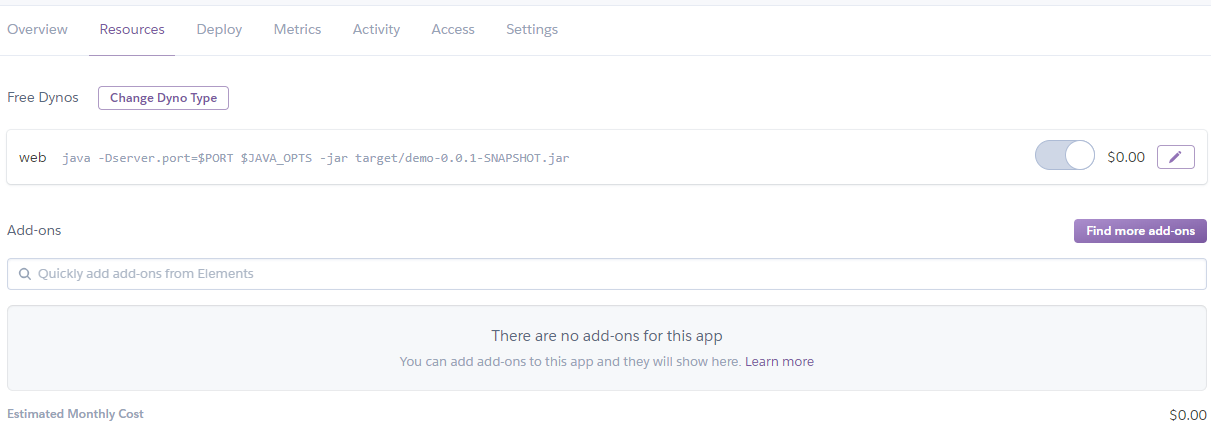 Overview Resources Deploy Metrics Activity Access Settings
Free Dynos Change Dyno Type
web java -Dserver.port=$PORT $JAVA_OPTS -jar target/demo-0.0.1-SNAPSHOT.jar $0.00
Add-ons Find more add-ons
Quickly add add-ons from Elements
There are no add-ons for this app
You can add add-ons to this app and they will show here. Learn more
Estimated Monthly Cost $0.00